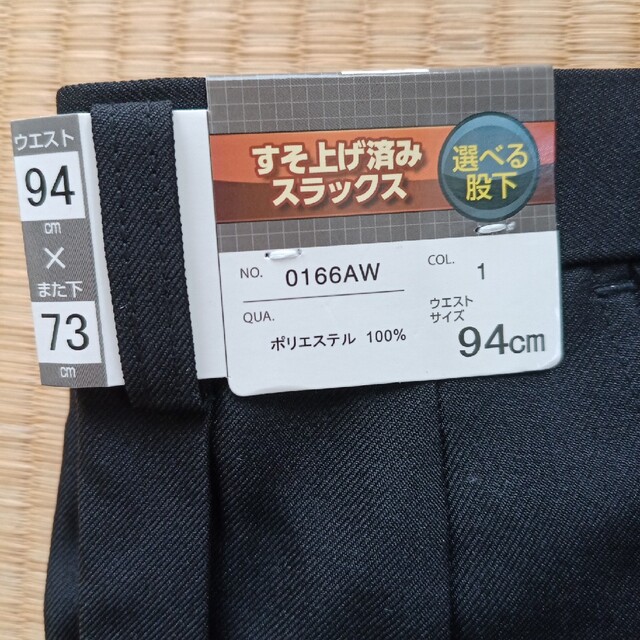 ウエスト
94
cm
×
また下
73
cm
すそ上げ済み
スラックス
選べる
股下
NO. 0166AW
COL. 1
QUA.
ポリエステル 100%
ウエスト
サイズ
94cm